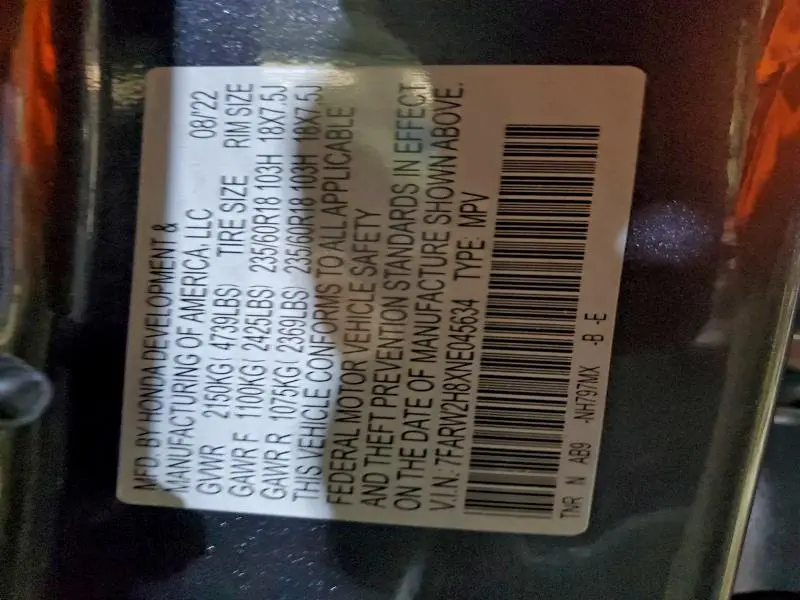 MFD. BY HONDA DEVELOPMENT &
MANUFACTURING OF AMERICA, LLC 08/'22
GVWR 2150KG( 4739LBS) TIRE SIZE RIM SIZE
GAWR F 1100KG( 2425LBS) 235/60R18 103H 18X7.5J
GAWR R 1075KG( 2369LBS) 235/60R18 103H 18X7.5J
THIS VEHICLE CONFORMS TO ALL APPLICABLE
FEDERAL MOTOR VEHICLE SAFETY
AND THEFT PREVENTION STANDARDS IN EFFECT
ON THE DATE OF MANUFACTURE SHOWN ABOVE.
V.I.N.: 7FARW2H8XNE045634 TYPE: MPV
TNR N AB9 -NH797MX -B -E